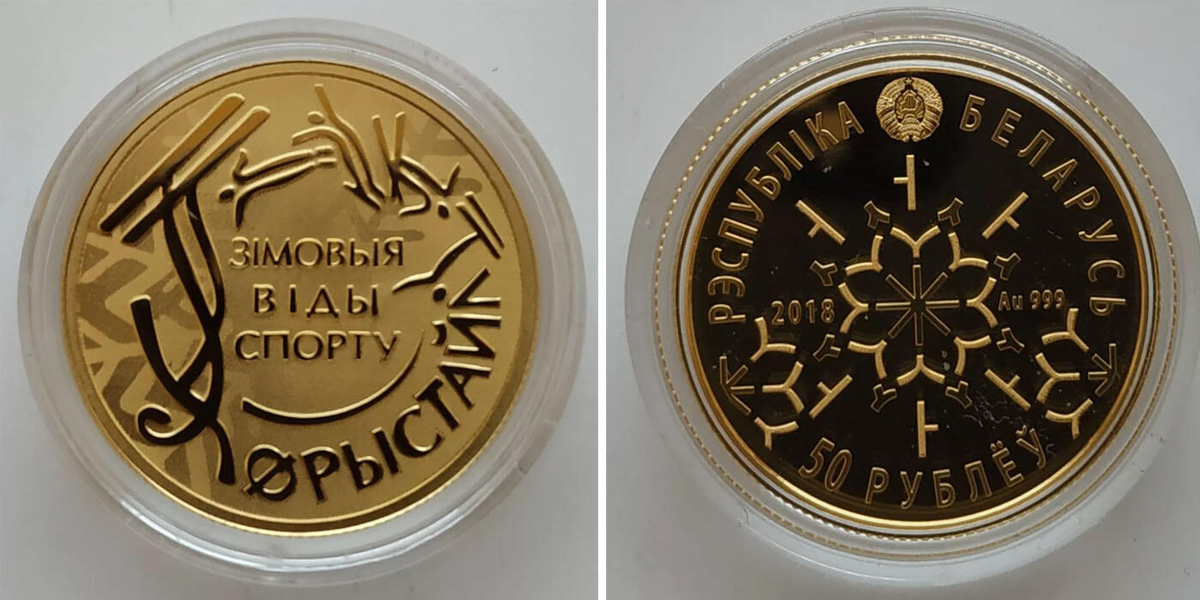 ЗІМОВЫЯ
ВІДЫ
СПОРТУ
ФРЫСТАЙЛ
РЭСПУБЛІКА БЕЛАРУСЬ
2018
Au 999
50 РУБЛЁЎ